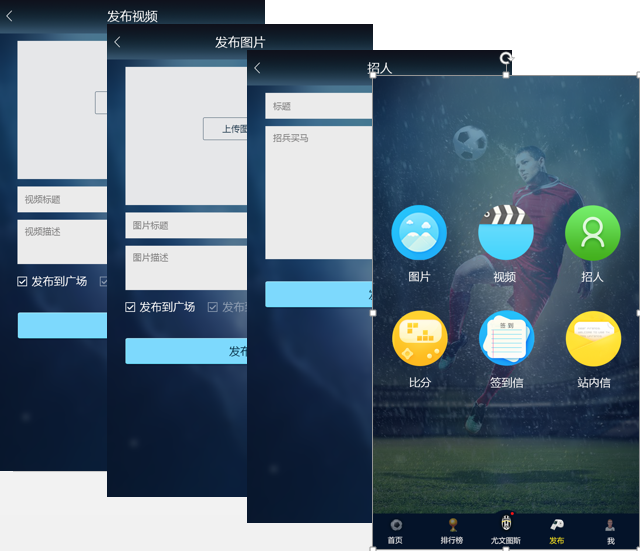 发布视频
视频标题
视频描述
发布到广场
发布图片
上传图
图片标题
图片描述
发布到广场
发布
发布
招人
标题
招兵买马
图片
视频
招人
签到
比分
签到信
站内信
首页
排行榜
尤文图斯
发布
我